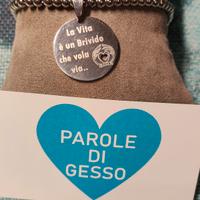 La Vita
è un Brivido
che vola
via..
PAROLE
DI
GESSO